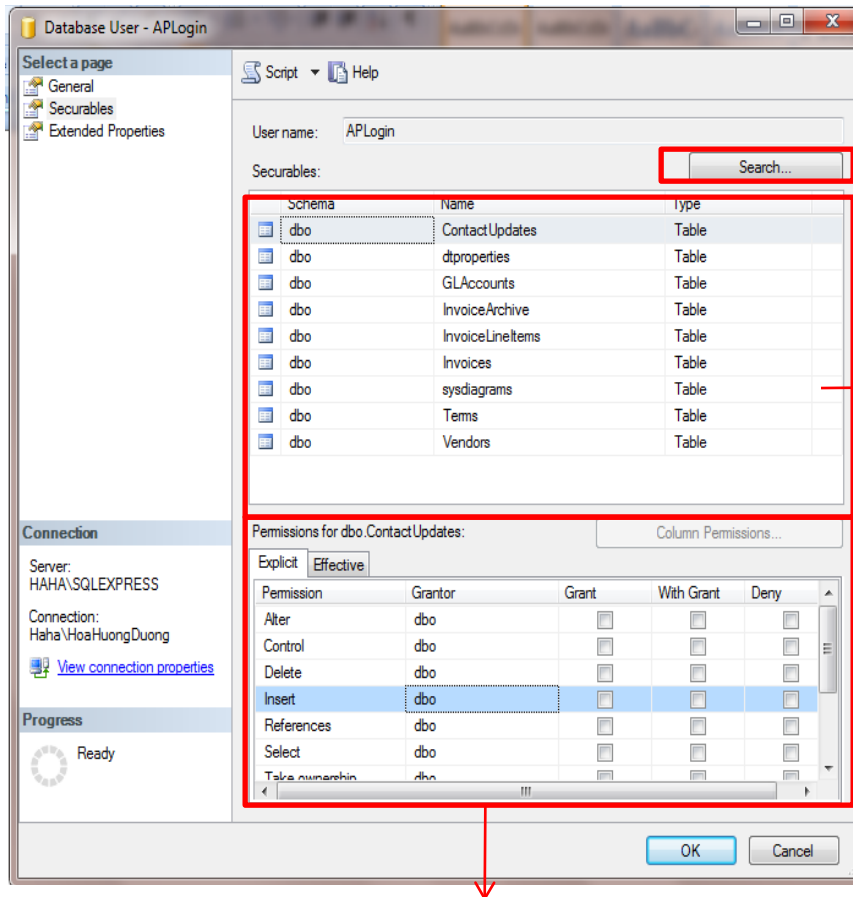 Database User - APLogin
Select a page
General
Securables
Extended Properties
Script Help
User name: APLogin
Securables:
Search...
Schema Name Type
dbo ContactUpdates Table
dbo dtproperties Table
dbo GLAccounts Table
dbo InvoiceArchive Table
dbo InvoiceLineItems Table
dbo Invoices Table
dbo sysdiagrams Table
dbo Terms Table
dbo Vendors Table
Connection
Server:
HAHA\SQLEXPRESS
Connection:
Haha\HoaHuongDuong
View connection properties
Progress
Ready
Permissions for dbo.ContactUpdates:
Column Permissions...
Explicit Effective
Permission Grantor Grant With Grant Deny
Alter dbo
Control dbo
Delete dbo
Insert dbo
References dbo
Select dbo
Take ownership dbo
OK Cancel